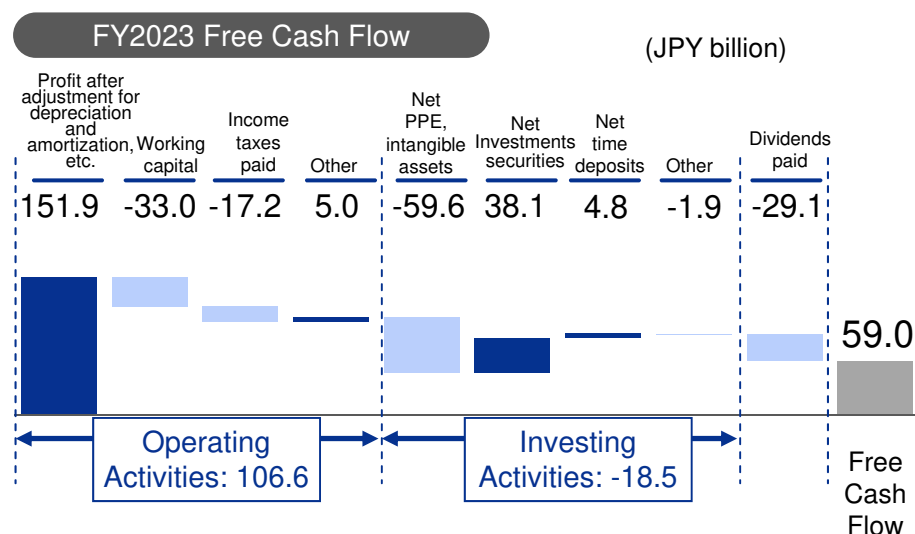 FY2023 Free Cash Flow
(JPY billion)
Profit after
adjustment for
depreciation
and
amortization,
etc.
Working
capital
Income
taxes
paid
Other
Net
PPE,
intangible
assets
Net
Investments
securities
Net
time
deposits
Other
Dividends
paid
151.9
-33.0
-17.2
5.0
-59.6
38.1
4.8
-1.9
-29.1
59.0
Operating
Activities: 106.6
Investing
Activities: -18.5
Free
Cash
Flow